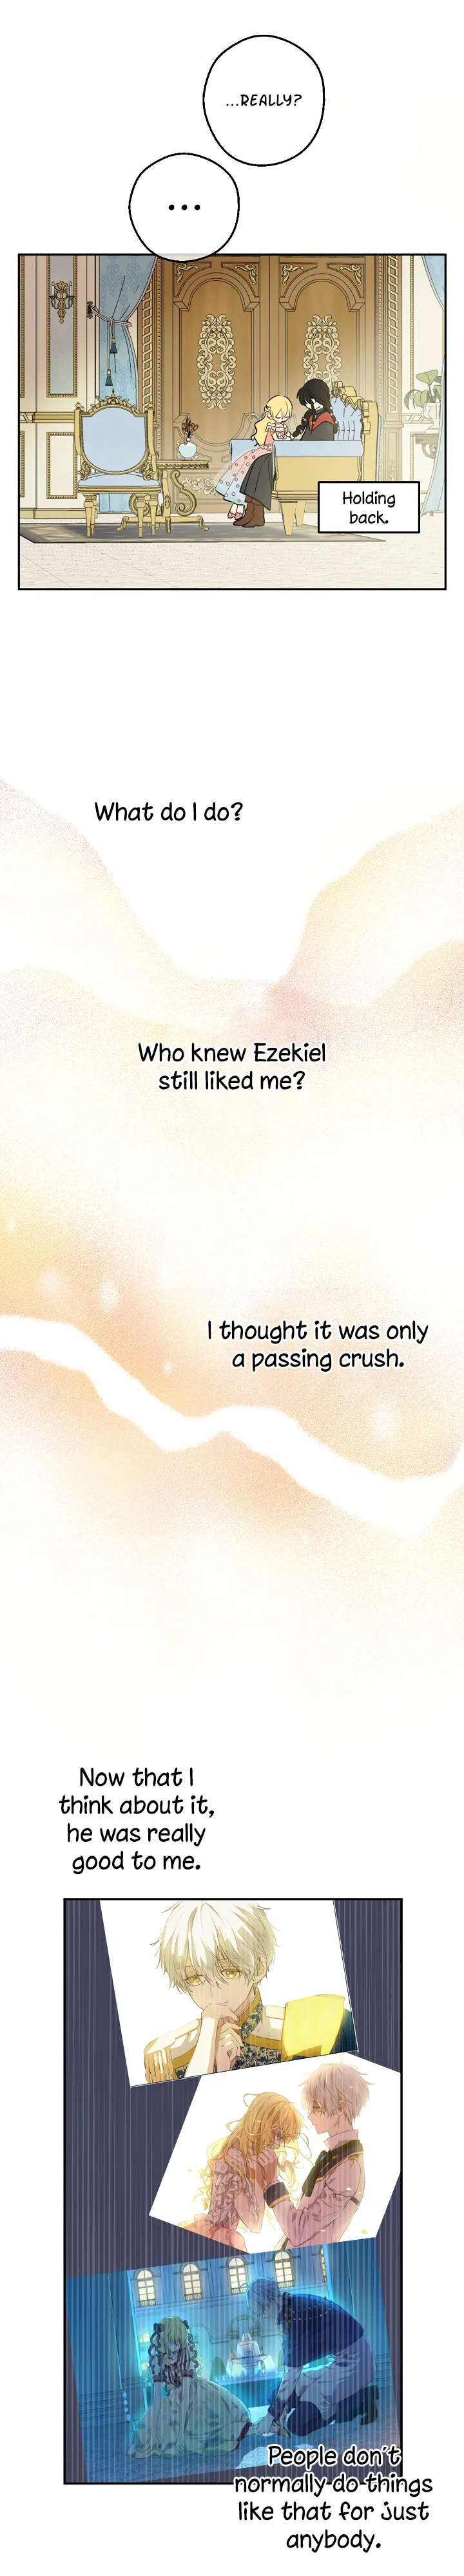 ...REALLY?
...
Holding
back.
What do I do?
Who knew Ezekiel
still liked me?
I thought it was only
a passing crush.
Now that I
think about it,
he was really
good to me.
People don't
normally do things
like that for just
anybody.